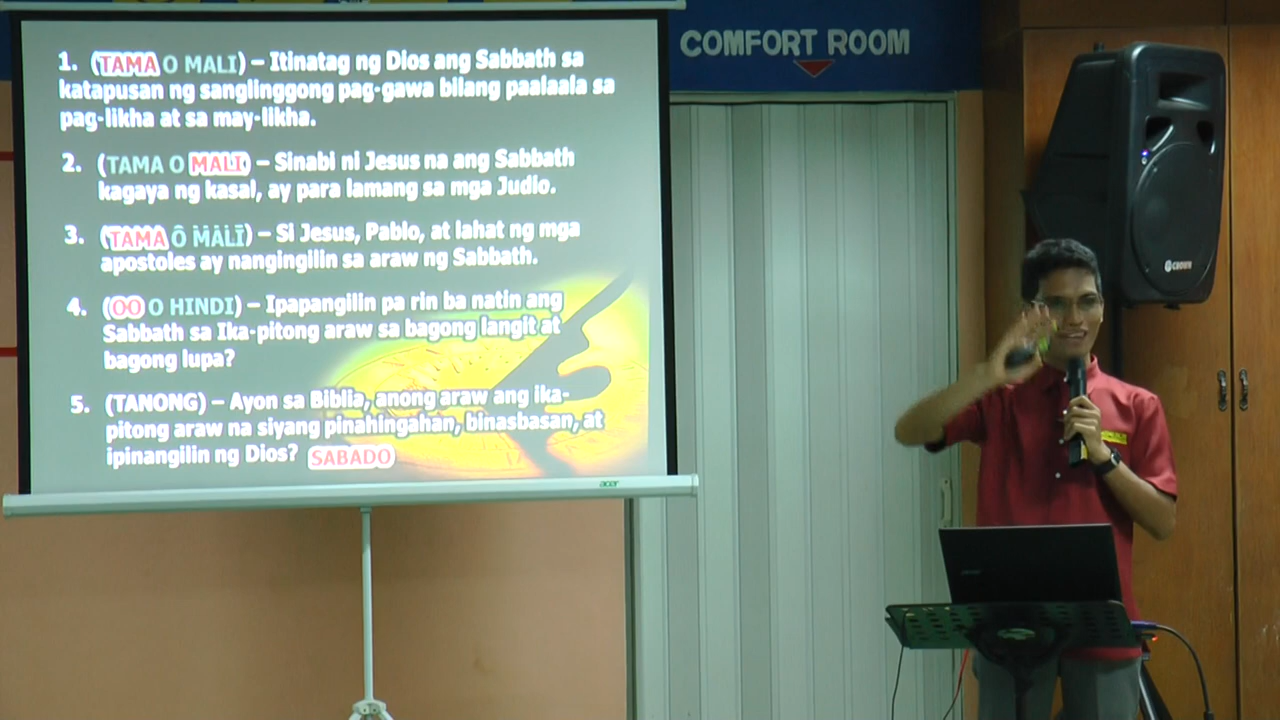 1. (TAMA O MALI) – Itinatag ng Dios ang Sabbath sa
katapusan ng sanglinggong pag-gawa bilang paalaala sa
pag-likha at sa may-likha.
2. (TAMA O MALI) – Sinabi ni Jesus na ang Sabbath
kagaya ng kasal, ay para lamang sa mga Judio.
3. (TAMA O MALI) – Si Jesus, Pablo, at lahat ng mga
apostoles ay nangingilin sa araw ng Sabbath.
4. (OO O HINDI) – Ipapangilin pa rin ba natin ang
Sabbath sa Ika-pitong araw sa bagong langit at
bagong lupa?
5. (TANONG) – Ayon sa Biblia, anong araw ang ika-
pitong araw na siyang pinahingahan, binasbasan, at
ipinangilin ng Dios? SABADO
acer
COMFORT ROOM
CROWN